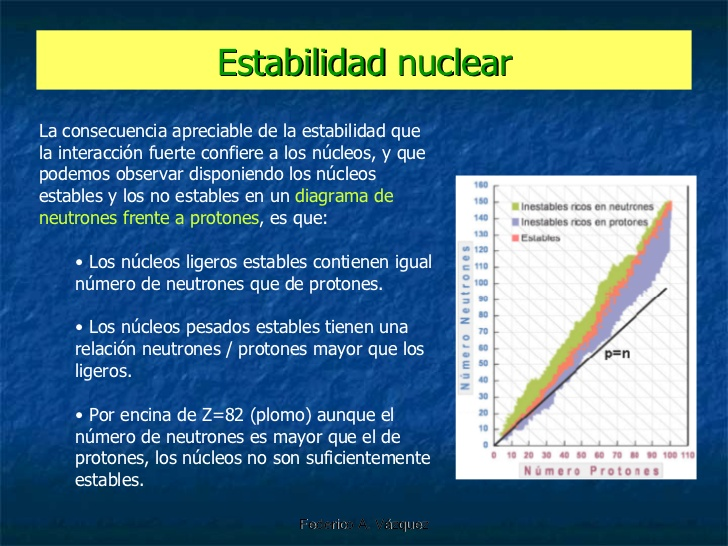 Estabilidad nuclear
La consecuencia apreciable de la estabilidad que
la interacción fuerte confiere a los núcleos, y que
podemos observar disponiendo los núcleos
estables y los no estables en un diagrama de
neutrones frente a protones, es que:
• Los núcleos ligeros estables contienen igual
número de neutrones que de protones.
• Los núcleos pesados estables tienen una
relación neutrones / protones mayor que los
ligeros.
• Por encina de Z=82 (plomo) aunque el
número de neutrones es mayor que el de
protones, los núcleos no son suficientemente
estables.
Inestables ricos en neutrones
Inestables ricos en protores
Estables
Número Neutrones
160
150
140
130
120
110
100
90
80
70
60
50
40
30
20
10
0
p=n
0 10 20 30 40 50 60 70 80 90 100 110
Número Protones
Federico A. Vázquez